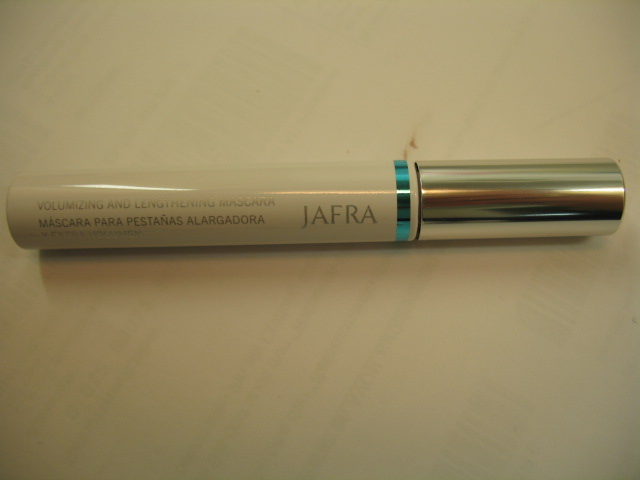 VOLUMIZING AND LENGTHENING MASCARA
MÁSCARA PARA PESTAÑAS ALARGADORA
JAFRA